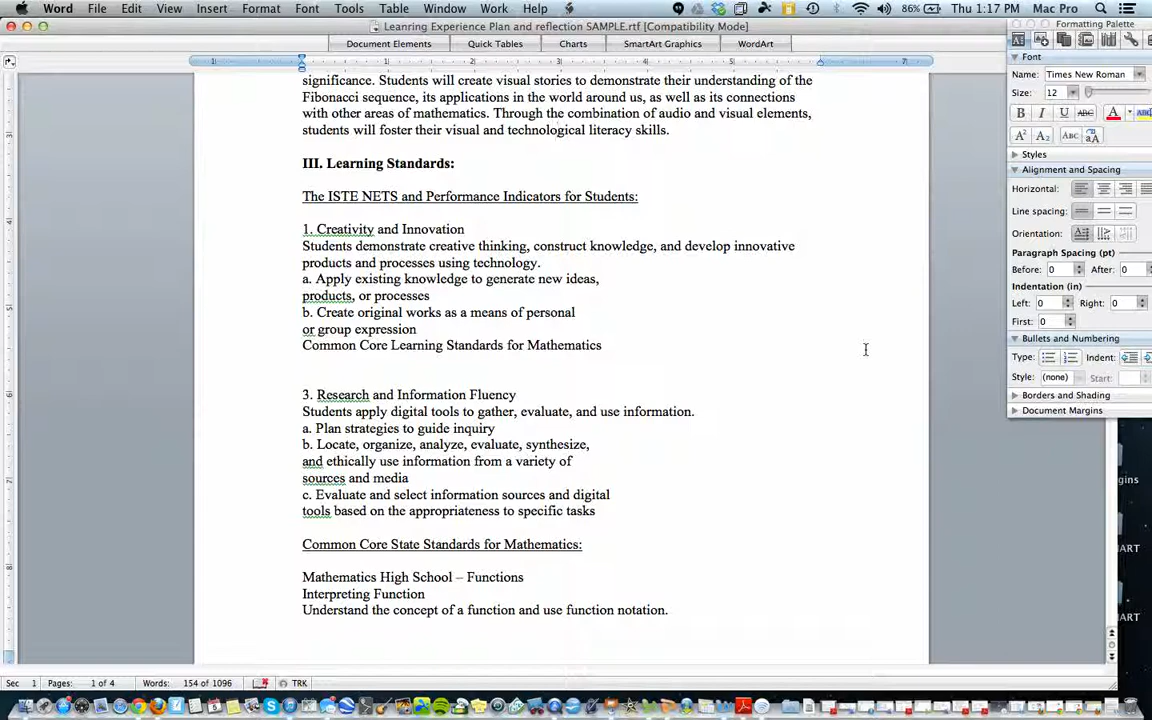 Word File Edit View Insert Format Font Tools Table Window Work Help 86% Thu 1:17 PM Mac Pro
Leanring Experience Plan and reflection SAMPLE.rtf [Compatibility Mode]
Formatting Palette
Document Elements Quick Tables Charts SmartArt Graphics WordArt
significance. Students will create visual stories to demonstrate their understanding of the
Fibonacci sequence, its applications in the world around us, as well as its connections
with other areas of mathematics. Through the combination of audio and visual elements,
students will foster their visual and technological literacy skills.
III. Learning Standards:
The ISTE NETS and Performance Indicators for Students:
1. Creativity and Innovation
Students demonstrate creative thinking, construct knowledge, and develop innovative
products and processes using technology.
a. Apply existing knowledge to generate new ideas,
products, or processes
b. Create original works as a means of personal
or group expression
Common Core Learning Standards for Mathematics
3. Research and Information Fluency
Students apply digital tools to gather, evaluate, and use information.
a. Plan strategies to guide inquiry
b. Locate, organize, analyze, evaluate, synthesize,
and ethically use information from a variety of
sources and media
c. Evaluate and select information sources and digital
tools based on the appropriateness to specific tasks
Common Core State Standards for Mathematics:
Mathematics High School – Functions
Interpreting Function
Understand the concept of a function and use function notation.
Font
Name: Times New Roman
Size: 12
B I U ABC A
A² A₂ ABC aA
Styles
Alignment and Spacing
Horizontal:
Line spacing:
Orientation:
Paragraph Spacing (pt)
Before: 0 After: 0
Indentation (in)
Left: 0 Right: 0
First: 0
Bullets and Numbering
Type: Indent:
Style: (none) Start:
Borders and Shading
Document Margins
gins
ART
ART
Sec 1 Pages: 1 of 4 Words: 154 of 1096 TRK